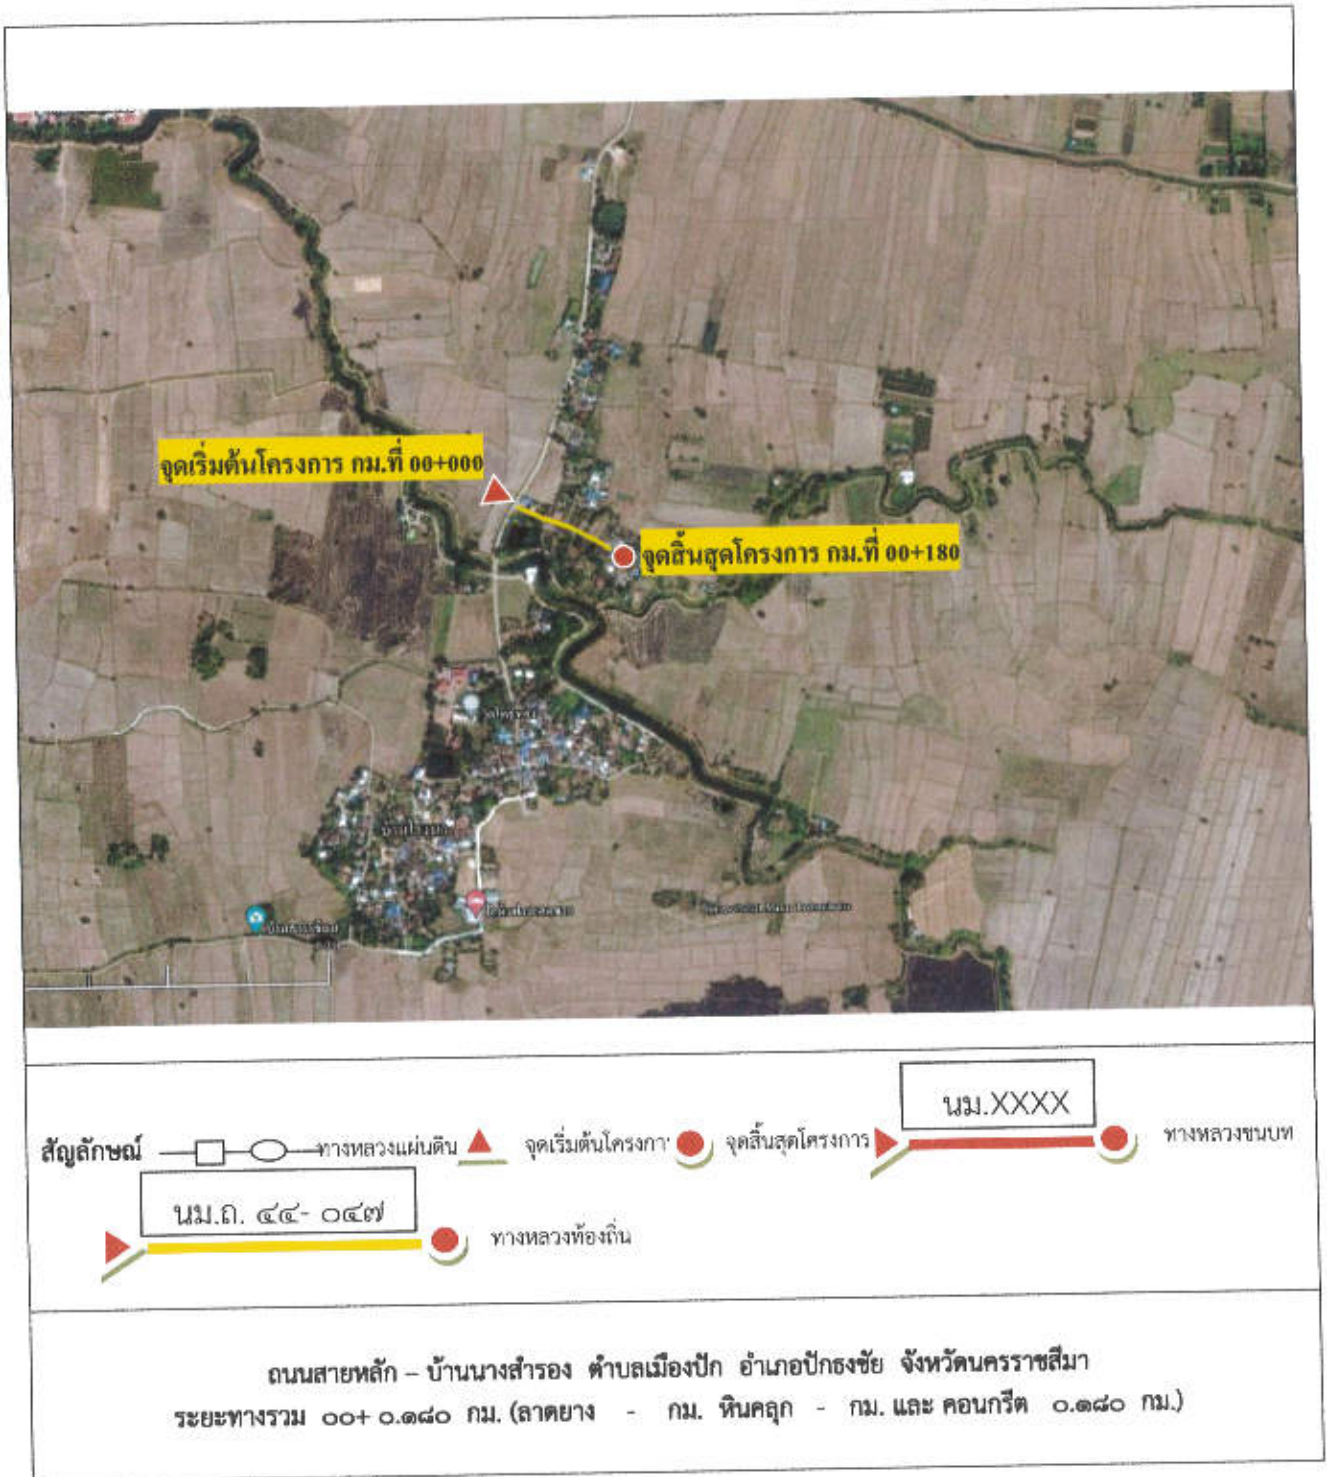 จุดเริ่มต้นโครงการ กม.ที่ 00+000
จุดสิ้นสุดโครงการ กม.ที่ 00+180
นม.XXXX
สัญลักษณ์ ทางหลวงแผ่นดิน จุดเริ่มต้นโครงกา จุดสิ้นสุดโครงการ ทางหลวงชนบท
นม.ถ. ๔๔- ๐๔๗
ทางหลวงท้องถิ่น
ถนนสายหลัก – บ้านนางสำรอง ตำบลเมืองปัก อำเภอปักธงชัย จังหวัดนครราชสีมา
ระยะทางรวม ๐๐+ ๐.๑๘๐ กม. (ลาดยาง - กม. หินคลุก - กม. และ คอนกรีต ๐.๑๘๐ กม.)